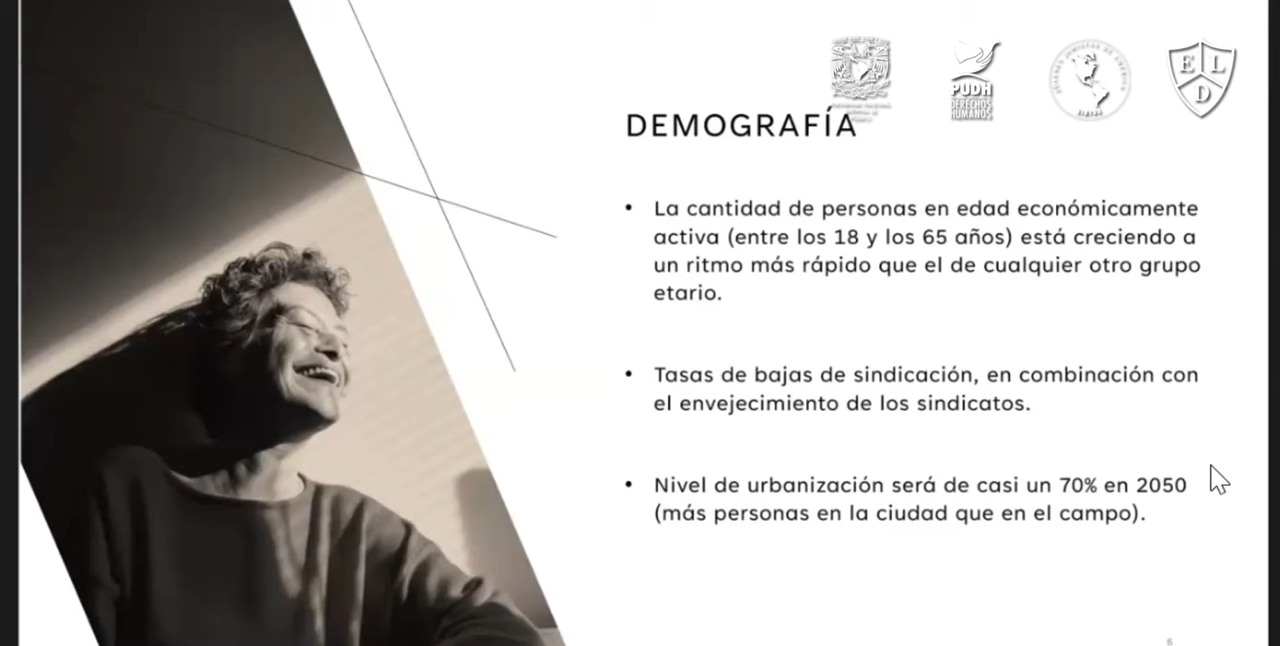 PUDH
DERECHOS
HUMANOS
E L
D
DEMOGRAFÍA
• La cantidad de personas en edad económicamente
activa (entre los 18 y los 65 años) está creciendo a
un ritmo más rápido que el de cualquier otro grupo
etario.
• Tasas de bajas de sindicación, en combinación con
el envejecimiento de los sindicatos.
• Nivel de urbanización será de casi un 70% en 2050
(más personas en la ciudad que en el campo).
6